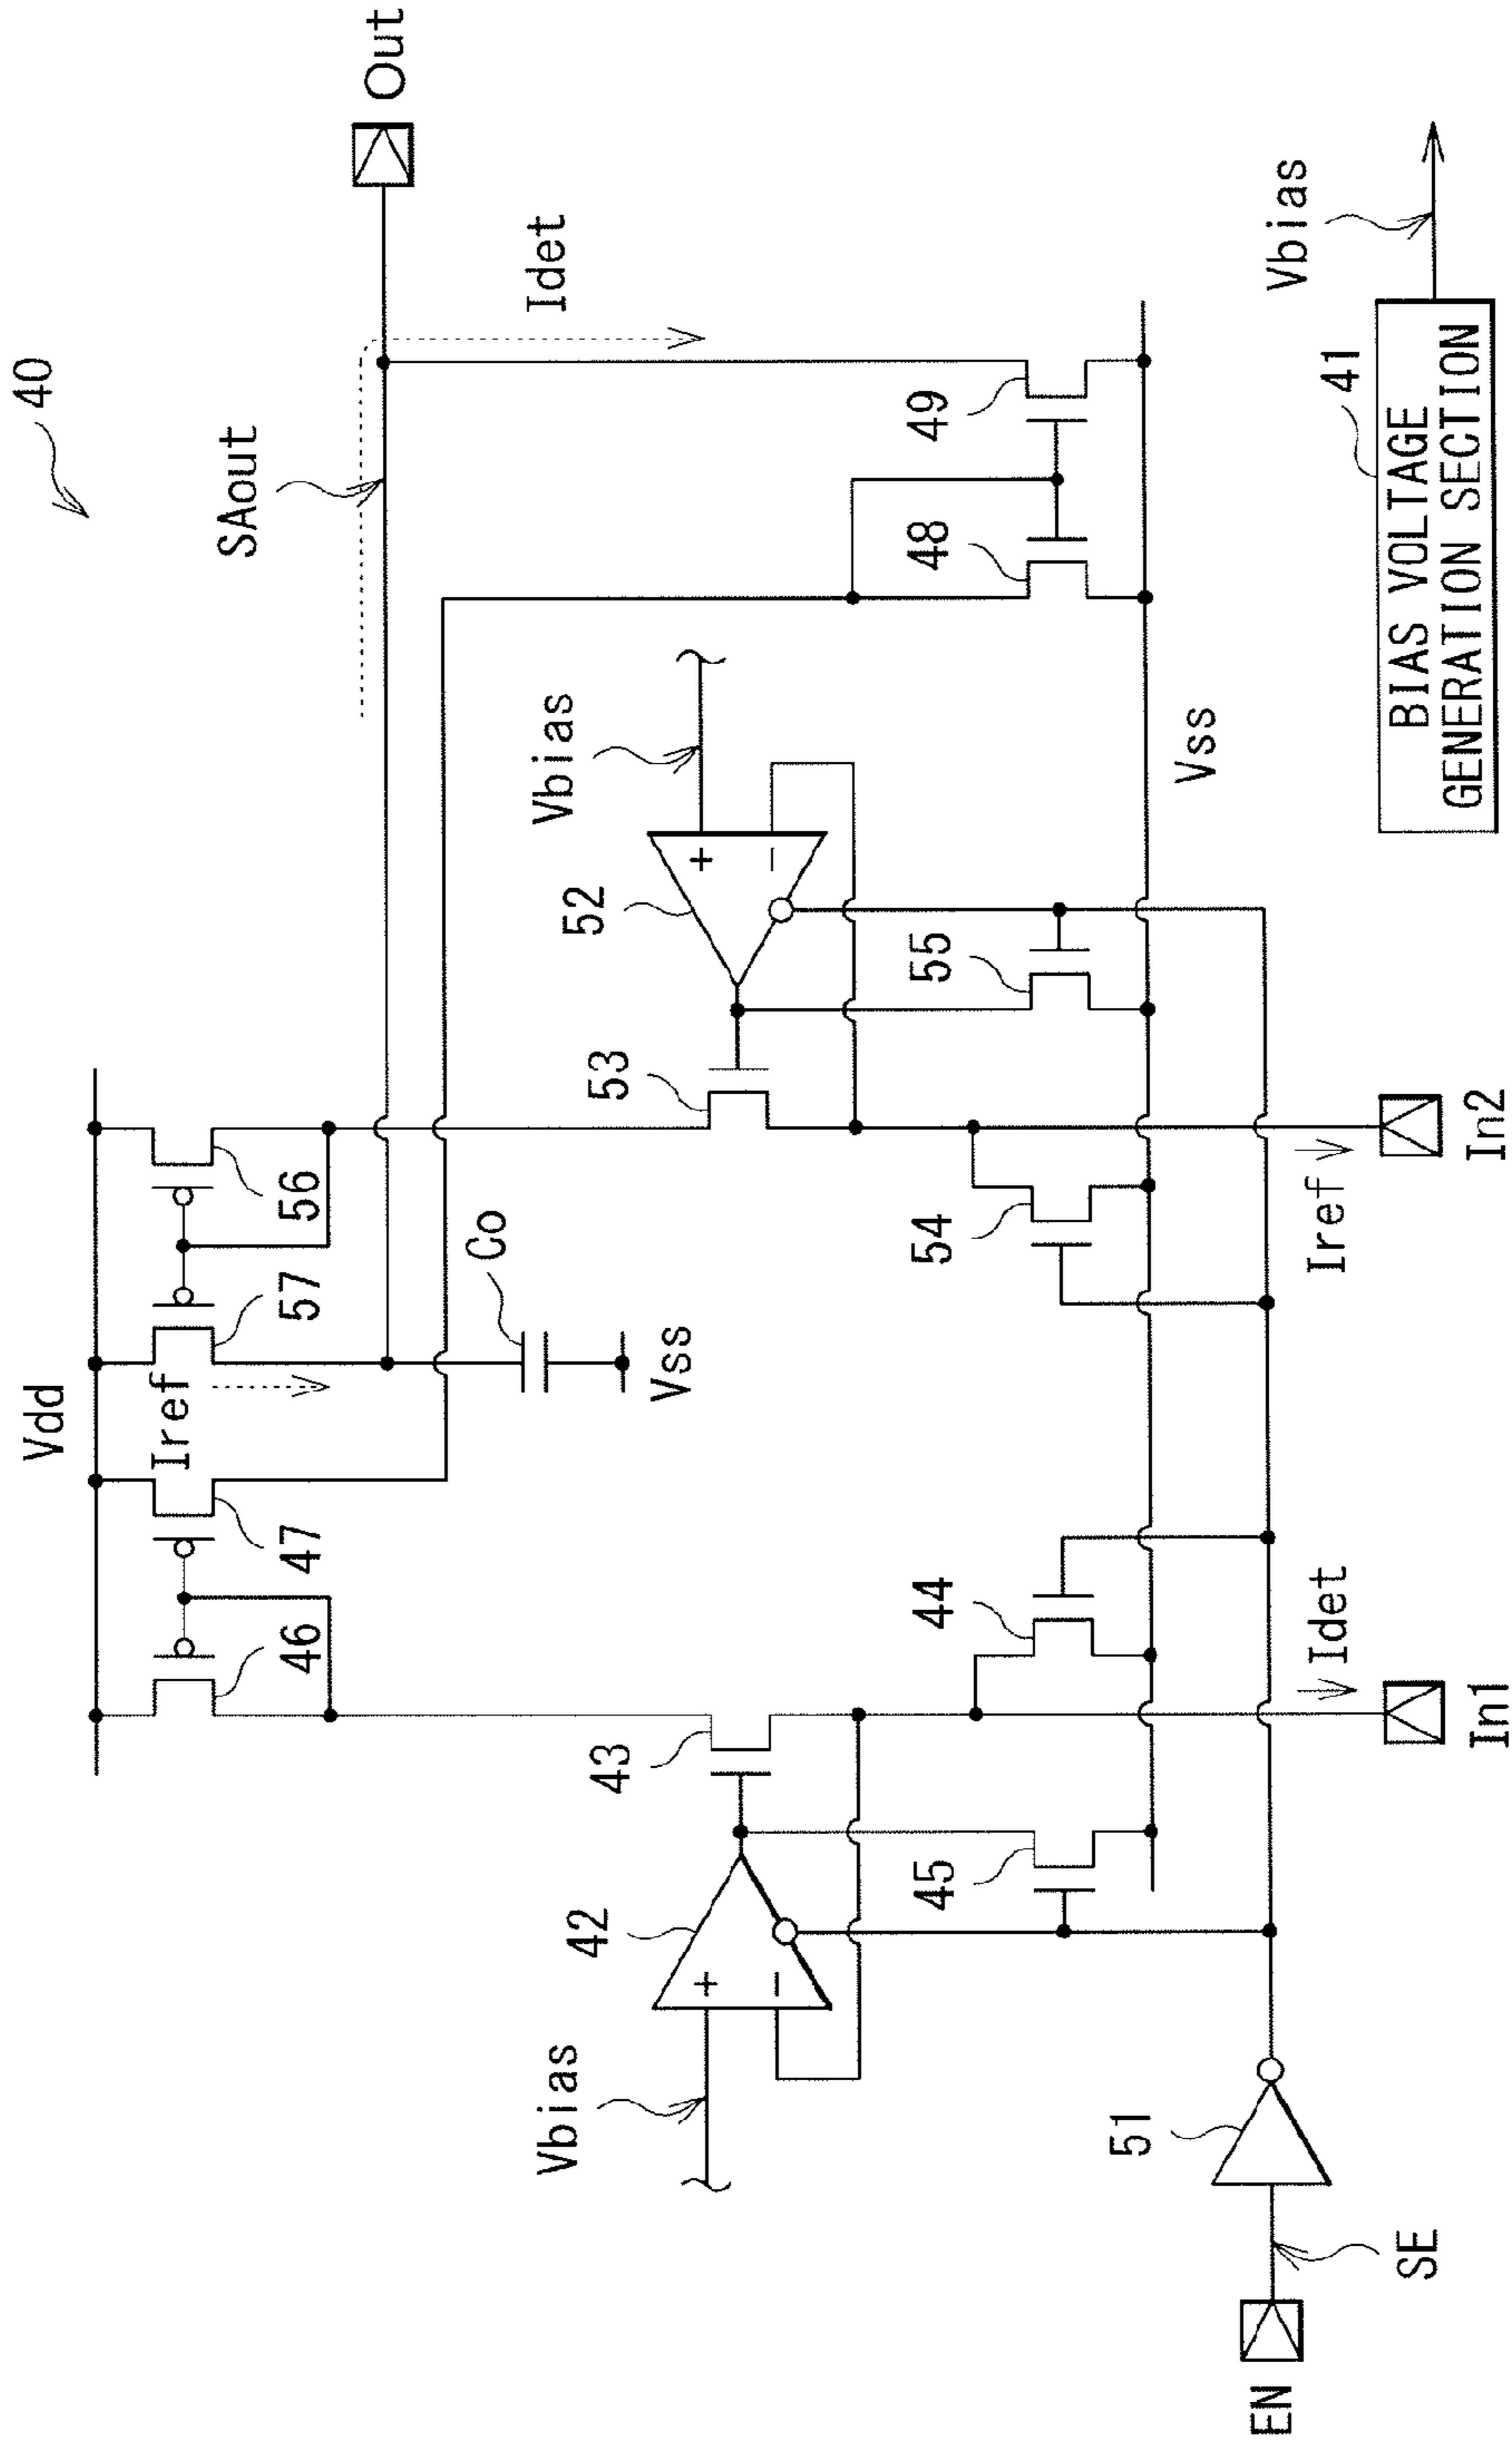 40
Vdd
46
47
Iref
57
56
SAout
Out
Idet
Co
Vss
Vbias
42
43
53
52
Vbias
45
44
54
55
48
49
Vss
EN
SE
51
Idet
In1
Iref
In2
41
BIAS VOLTAGE
GENERATION SECTION
Vbias